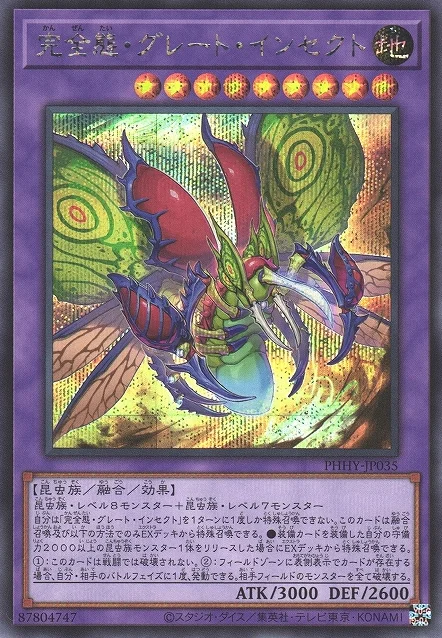 完全態・グレート・インセクト 地
PHHY-JP035
【昆虫族／融合／効果】
昆虫族・レベル８モンスター＋昆虫族・レベル７モンスター
自分は「完全態・グレート・インセクト」を１ターンに１度しか特殊召喚できない。このカードは融合
召喚及び以下の方法でのみEXデッキから特殊召喚できる。●装備カードを装備した自分の守備
力２０００以上の昆虫族モンスター１体をリリースした場合にEXデッキから特殊召喚できる。
①：このカードは戦闘では破壊されない。②：フィールドゾーンに表側表示でカードが存在する
場合、自分・相手のバトルフェイズに１度、発動できる。相手フィールドのモンスターを全て破壊する。
ATK/3000 DEF/2600
87804747 ©スタジオ・ダイス／集英社・テレビ東京・KONAMI